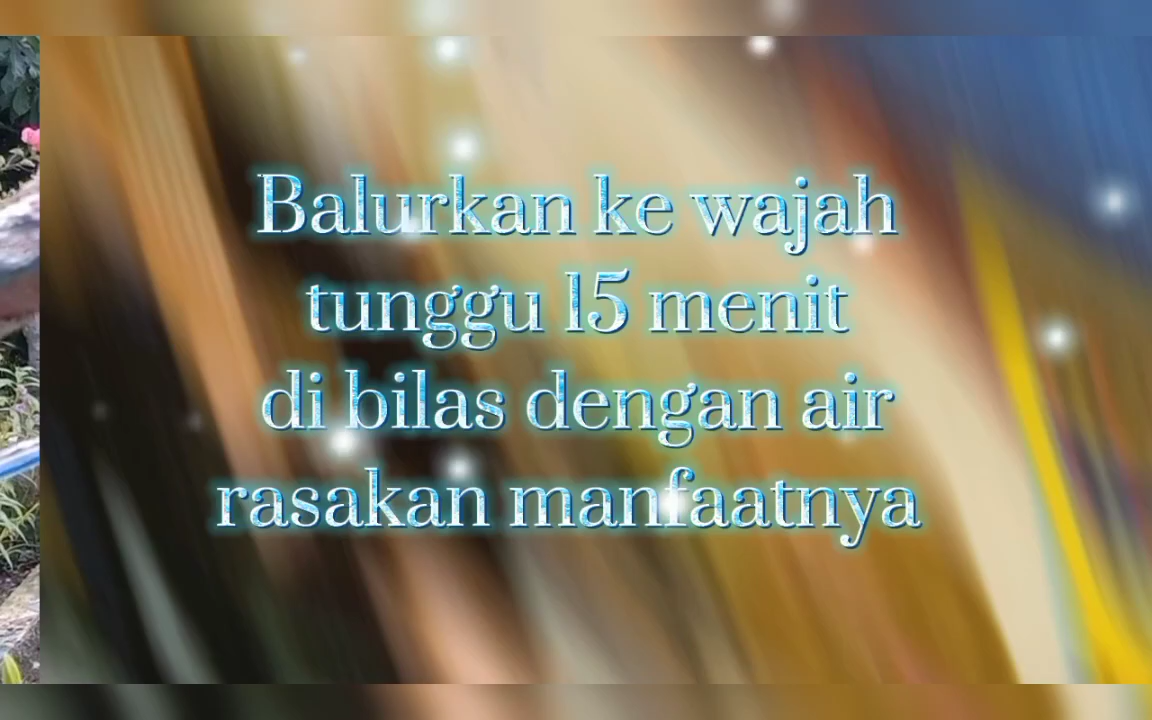 Balurkan ke wajah
tunggu 15 menit
di bilas dengan air
rasakan manfaatnya